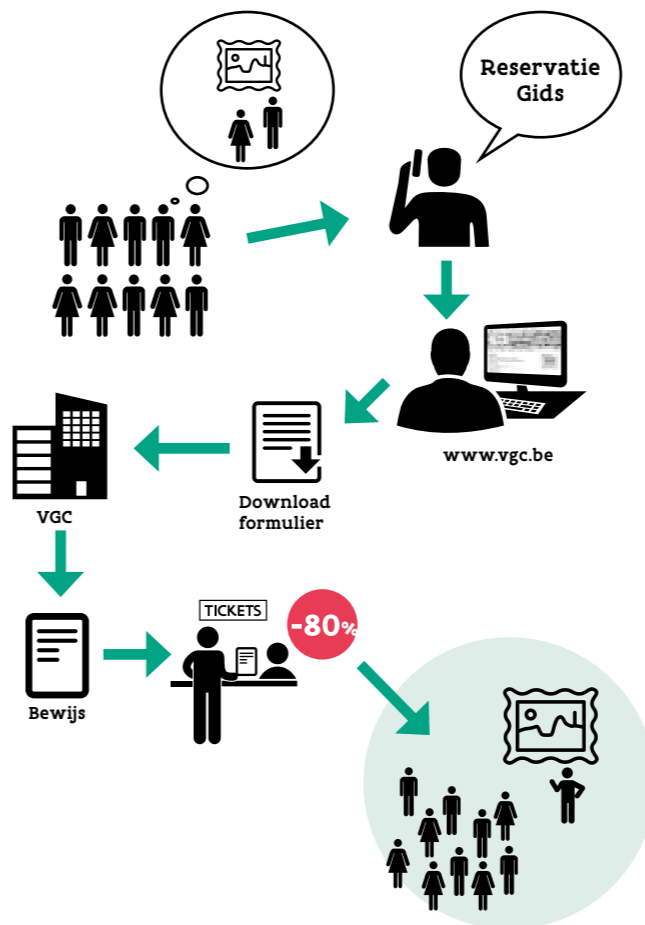 Reservatie
Gids
www.vgc.be
Download
formulier
VGC
TICKETS
-80%
Bewijs